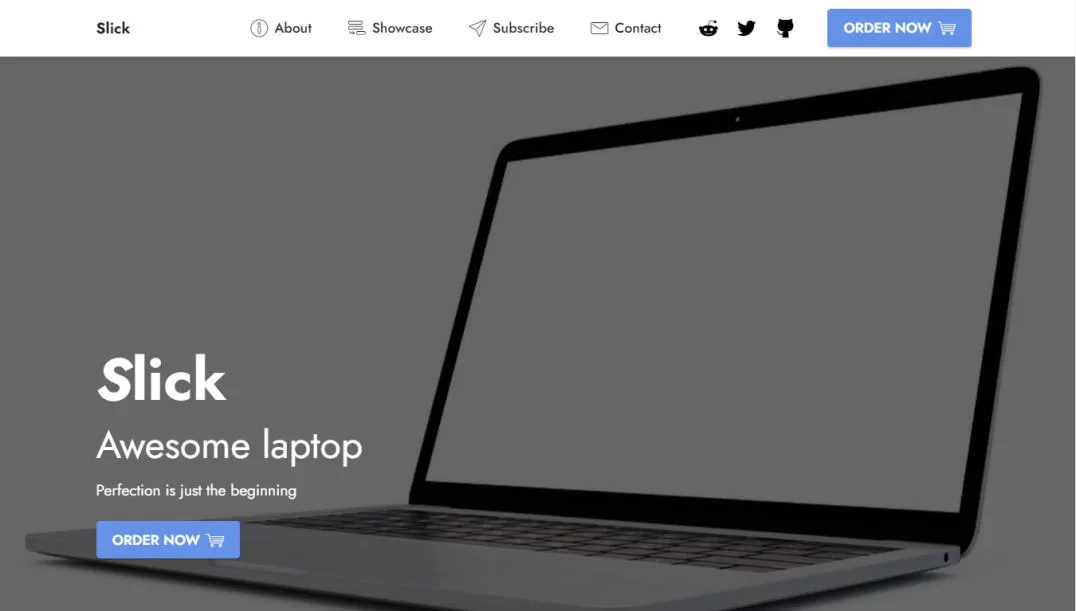 Slick About Showcase Subscribe Contact ORDER NOW
Slick
Awesome laptop
Perfection is just the beginning
ORDER NOW